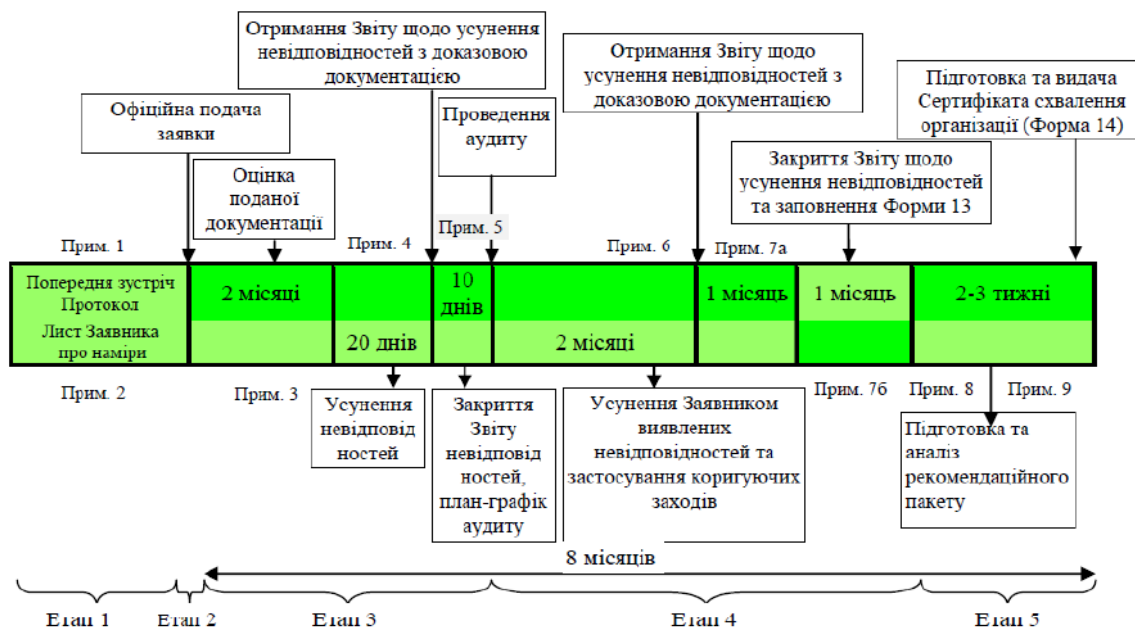 Отримання Звіту щодо усунення
невідповідностей з доказовою
документацією
Отримання Звіту щодо
усунення невідповідностей з
доказовою документацією
Підготовка та видача
Сертифіката схвалення
організації (Форма 14)
Офіційна подача
заявки
Проведення
аудиту
Оцінка
поданої
документації
Закриття Звіту щодо
усунення невідповідностей
та заповнення Форми 13
Прим. 1
Прим. 4
Прим. 5
Прим. 6
Прим. 7а
Попередня зустріч
Протокол
Лист Заявника
про наміри
2 місяці
20 днів
10
днів
2 місяці
1 місяць
1 місяць
2-3 тижні
Прим. 2
Прим. 3
Прим. 7б
Прим. 8
Прим. 9
Усунення
невідповід
ностей
Закриття
Звіту
невідповід
ностей,
план-графік
аудиту
Усунення Заявником
виявлених
невідповідностей та
застосування коригуючих
заходів
Підготовка та
аналіз
рекомендаційного
пакету
8 місяців
Етап 1
Етап 2
Етап 3
Етап 4
Етап 5